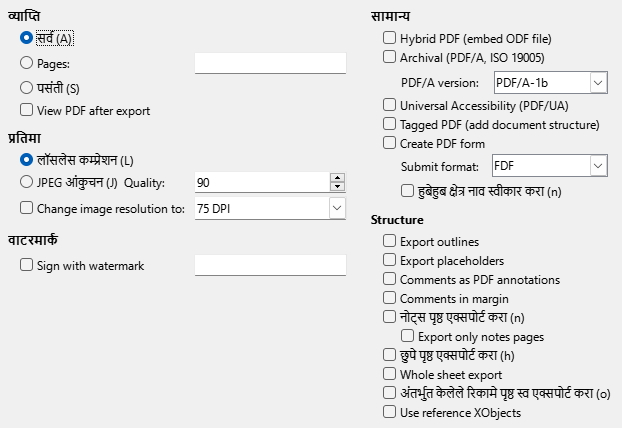 व्याप्ति
सर्व (A)
Pages:
पसंती (S)
View PDF after export
प्रतिमा
लॉसलेस कम्प्रेशन (L)
JPEG आंकुचन (J) Quality: 90
Change image resolution to: 75 DPI
वाटरमार्क
Sign with watermark
सामान्य
Hybrid PDF (embed ODF file)
Archival (PDF/A, ISO 19005)
PDF/A version: PDF/A-1b
Universal Accessibility (PDF/UA)
Tagged PDF (add document structure)
Create PDF form
Submit format: FDF
हुबेहुब क्षेत्र नाव स्वीकार करा (n)
Structure
Export outlines
Export placeholders
Comments as PDF annotations
Comments in margin
नोट्स पृष्ठ एक्सपोर्ट करा (n)
Export only notes pages
छुपे पृष्ठ एक्सपोर्ट करा (h)
Whole sheet export
अंतर्भुत केलेले रिकामे पृष्ठ स्व एक्सपोर्ट करा (o)
Use reference XObjects